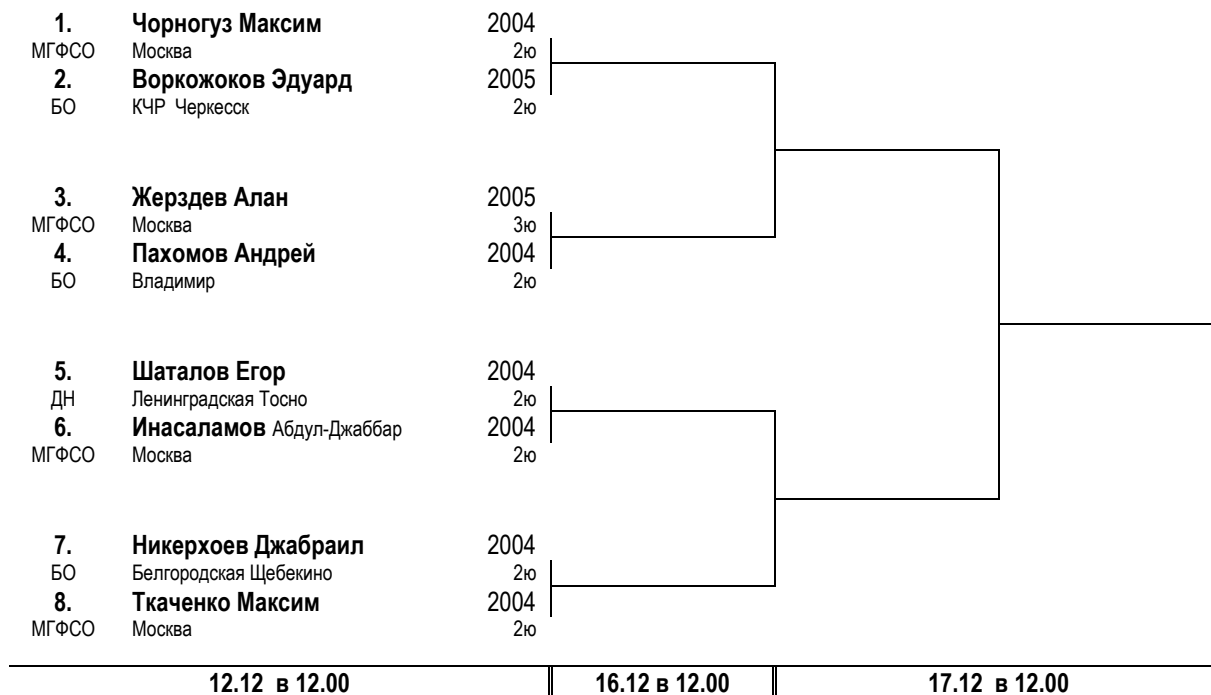 1. Чорногуз Максим 2004
МГФСО Москва 2ю
2. Воркожоков Эдуард 2005
БО КЧР Черкесск 2ю
3. Жерздев Алан 2005
МГФСО Москва 3ю
4. Пахомов Андрей 2004
БО Владимир 2ю
5. Шаталов Егор 2004
ДН Ленинградская Тосно 2ю
6. Инасаламов Абдул-Джаббар 2004
МГФСО Москва 2ю
7. Никерхоев Джабраил 2004
БО Белгородская Щебекино 2ю
8. Ткаченко Максим 2004
МГФСО Москва 2ю
12.12 в 12.00 16.12 в 12.00 17.12 в 12.00